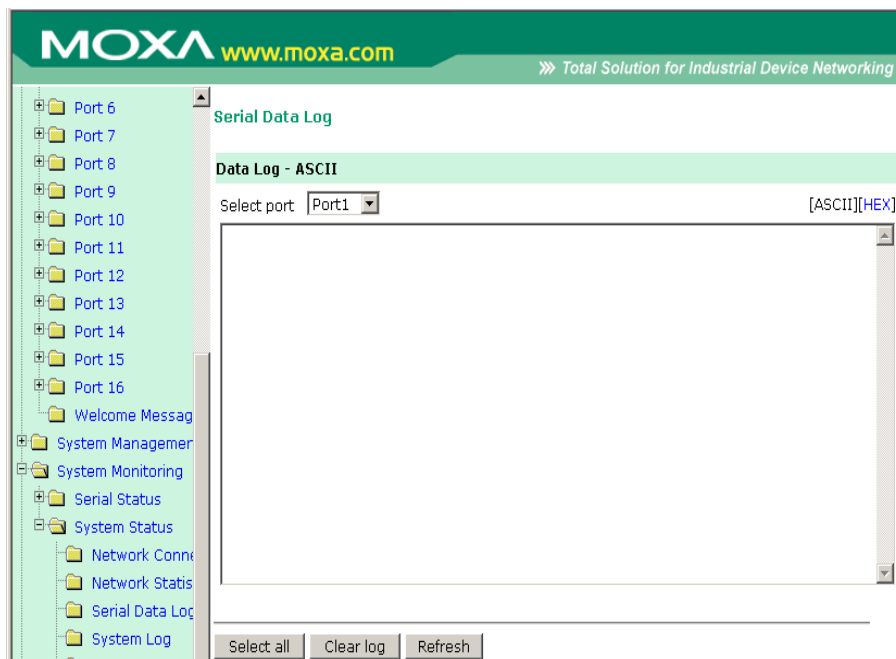 MOXA www.moxa.com
Total Solution for Industrial Device Networking
Port 6
Port 7
Port 8
Port 9
Port 10
Port 11
Port 12
Port 13
Port 14
Port 15
Port 16
Welcome Messag
System Managemer
System Monitoring
Serial Status
System Status
Network Conne
Network Statis
Serial Data Log
System Log
Serial Data Log
Data Log - ASCII
Select port Port1 [ASCII][HEX]
Select all Clear log Refresh